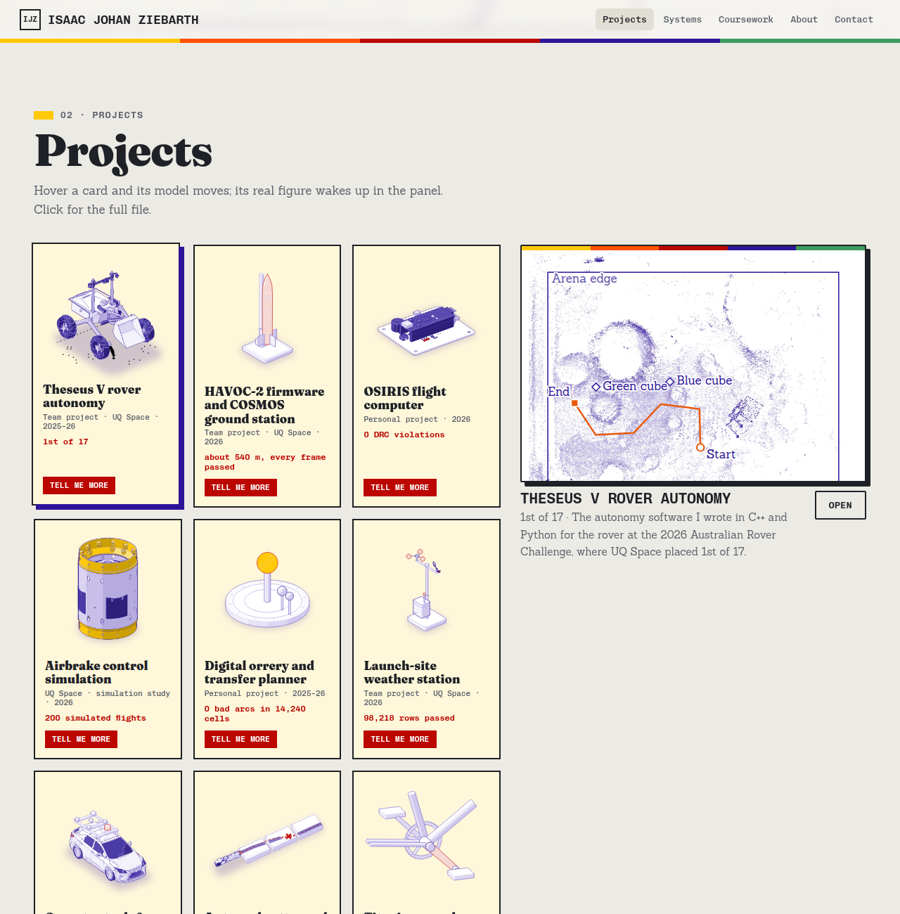 IJZ ISAAC JOHAN ZIEBARTH
Projects Systems Coursework About Contact
02 · PROJECTS
Projects
Hover a card and its model moves; its real figure wakes up in the panel.
Click for the full file.
Theseus V rover
autonomy
Team project · UQ Space ·
2025–26
1st of 17
TELL ME MORE
HAVOC-2 firmware
and COSMOS
ground station
Team project · UQ Space ·
2026
about 540 m, every frame
passed
TELL ME MORE
OSIRIS flight
computer
Personal project · 2026
0 DRC violations
TELL ME MORE
Arena edge
End
Green cube
Blue cube
Start
THESEUS V ROVER AUTONOMY
OPEN
1st of 17 · The autonomy software I wrote in C++ and
Python for the rover at the 2026 Australian Rover
Challenge, where UQ Space placed 1st of 17.
Airbrake control
simulation
UQ Space · simulation study
· 2026
200 simulated flights
TELL ME MORE
Digital orrery and
transfer planner
Personal project · 2025–26
0 bad arcs in 14,240
cells
TELL ME MORE
Launch-site
weather station
Team project · UQ Space ·
2026
98,218 rows passed
TELL ME MORE